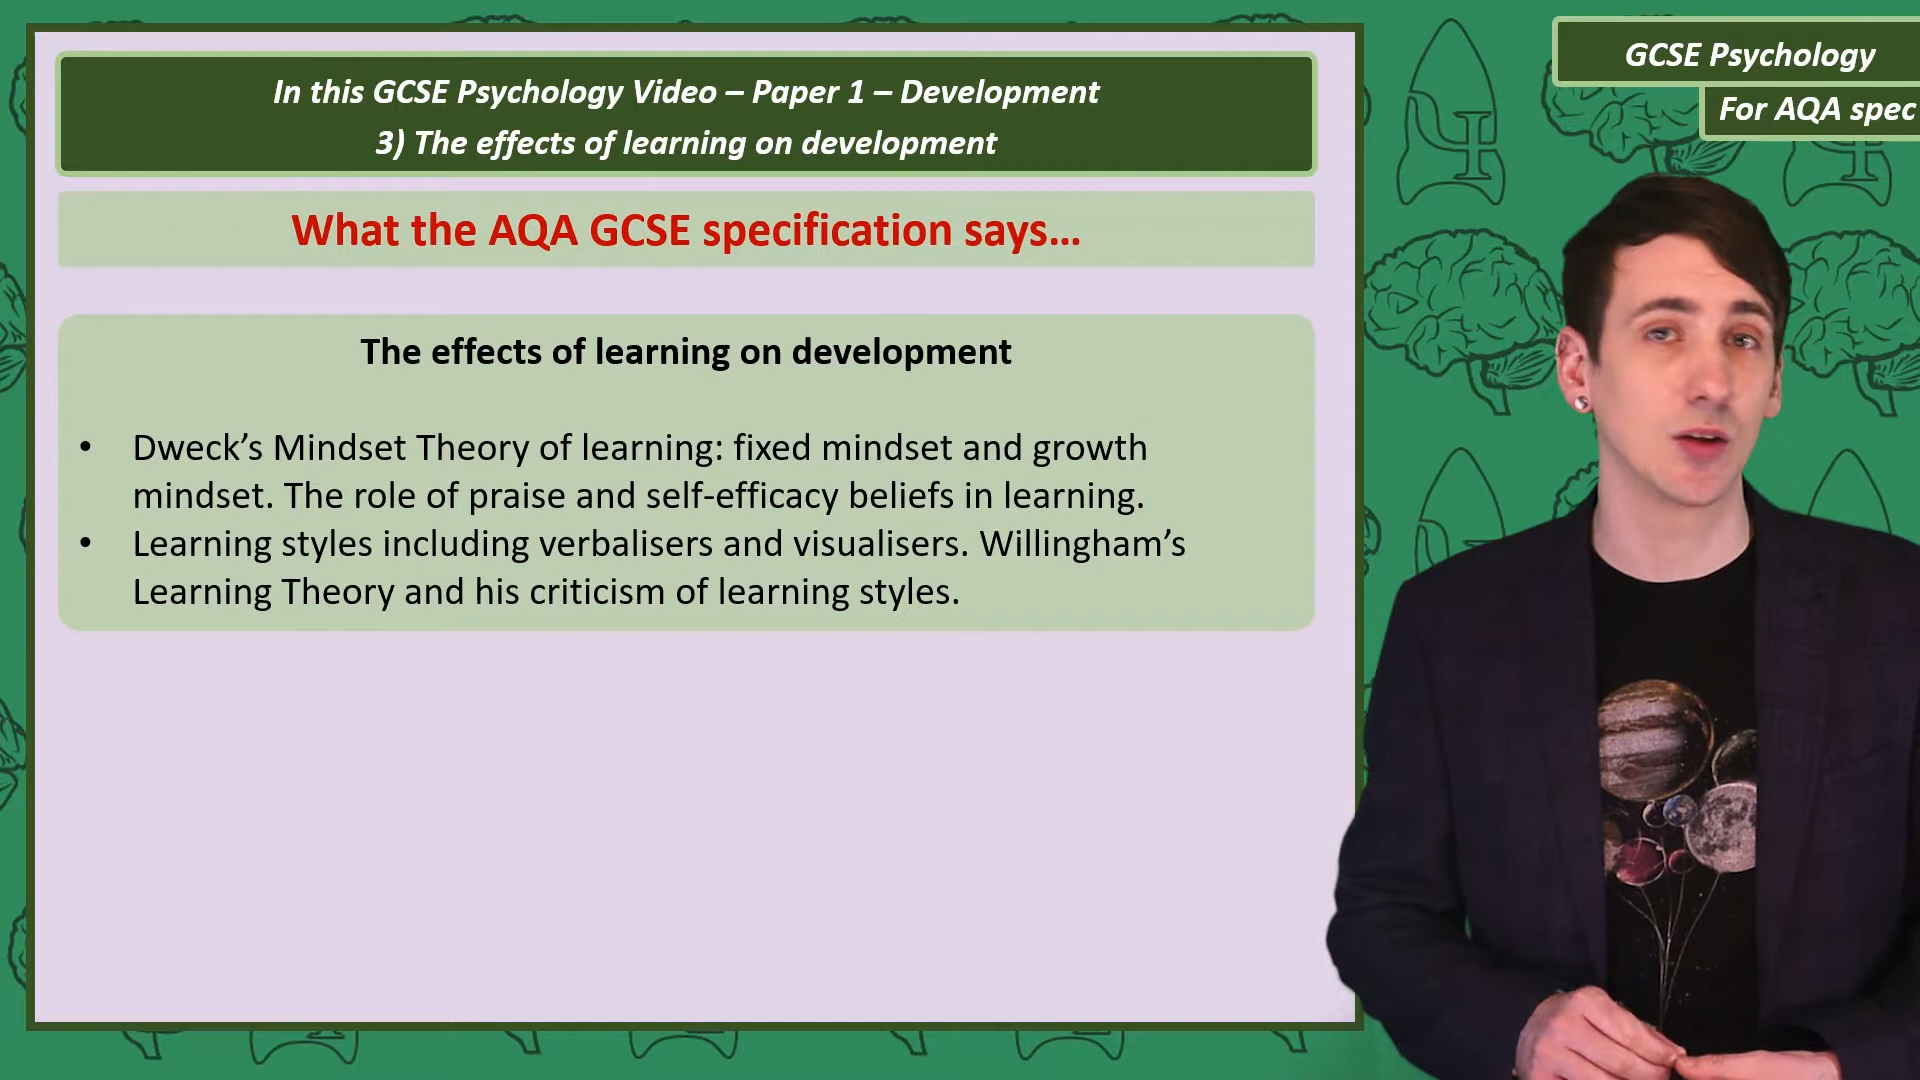 In this GCSE Psychology Video – Paper 1 – Development
3) The effects of learning on development
GCSE Psychology
For AQA spec
What the AQA GCSE specification says...
The effects of learning on development
• Dweck’s Mindset Theory of learning: fixed mindset and growth
mindset. The role of praise and self-efficacy beliefs in learning.
• Learning styles including verbalisers and visualisers. Willingham’s
Learning Theory and his criticism of learning styles.